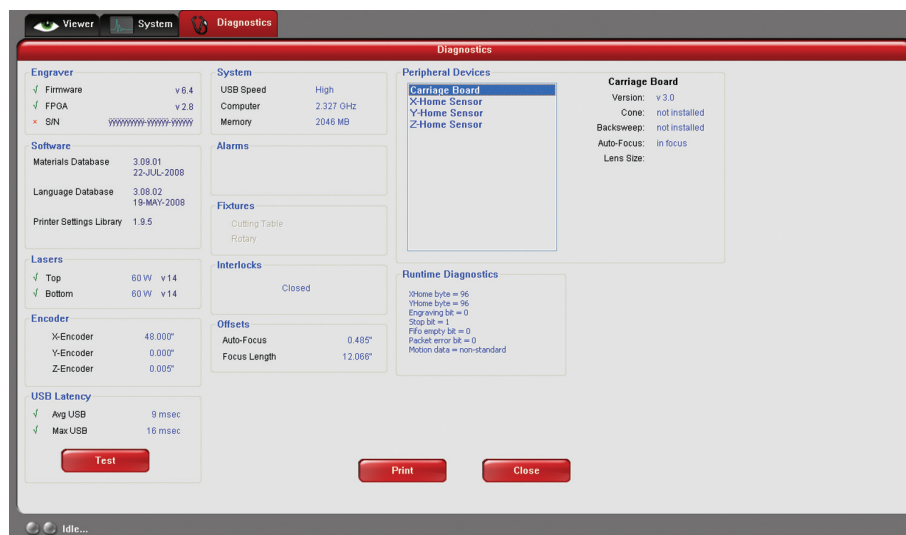 Viewer System Diagnostics
Diagnostics
Engraver
Firmware v 6.4
FPGA v 2.8
S/N
Software
Materials Database 3.09.01
22-JUL-2008
Language Database 3.08.02
19-MAY-2008
Printer Settings Library 1.9.5
Lasers
Top 60 W v 14
Bottom 60 W v 14
Encoder
X-Encoder 48.000"
Y-Encoder 0.000"
Z-Encoder 0.005"
USB Latency
Avg USB 9 msec
Max USB 16 msec
Test
System
USB Speed High
Computer 2.327 GHz
Memory 2046 MB
Alarms
Fixtures
Cutting Table
Rotary
Interlocks
Closed
Offsets
Auto-Focus 0.485"
Focus Length 12.066"
Peripheral Devices
Carriage Board
X-Home Sensor
Y-Home Sensor
Z-Home Sensor
Carriage Board
Version: v 3.0
Cone: not installed
Backsweep: not installed
Auto-Focus: in focus
Lens Size:
Runtime Diagnostics
XHome byte = 96
YHome byte = 96
Engraving bit = 0
Stop bit = 1
Fifo empty bit = 0
Packet error bit = 0
Motion data = non-standard
Print Close
Idle...